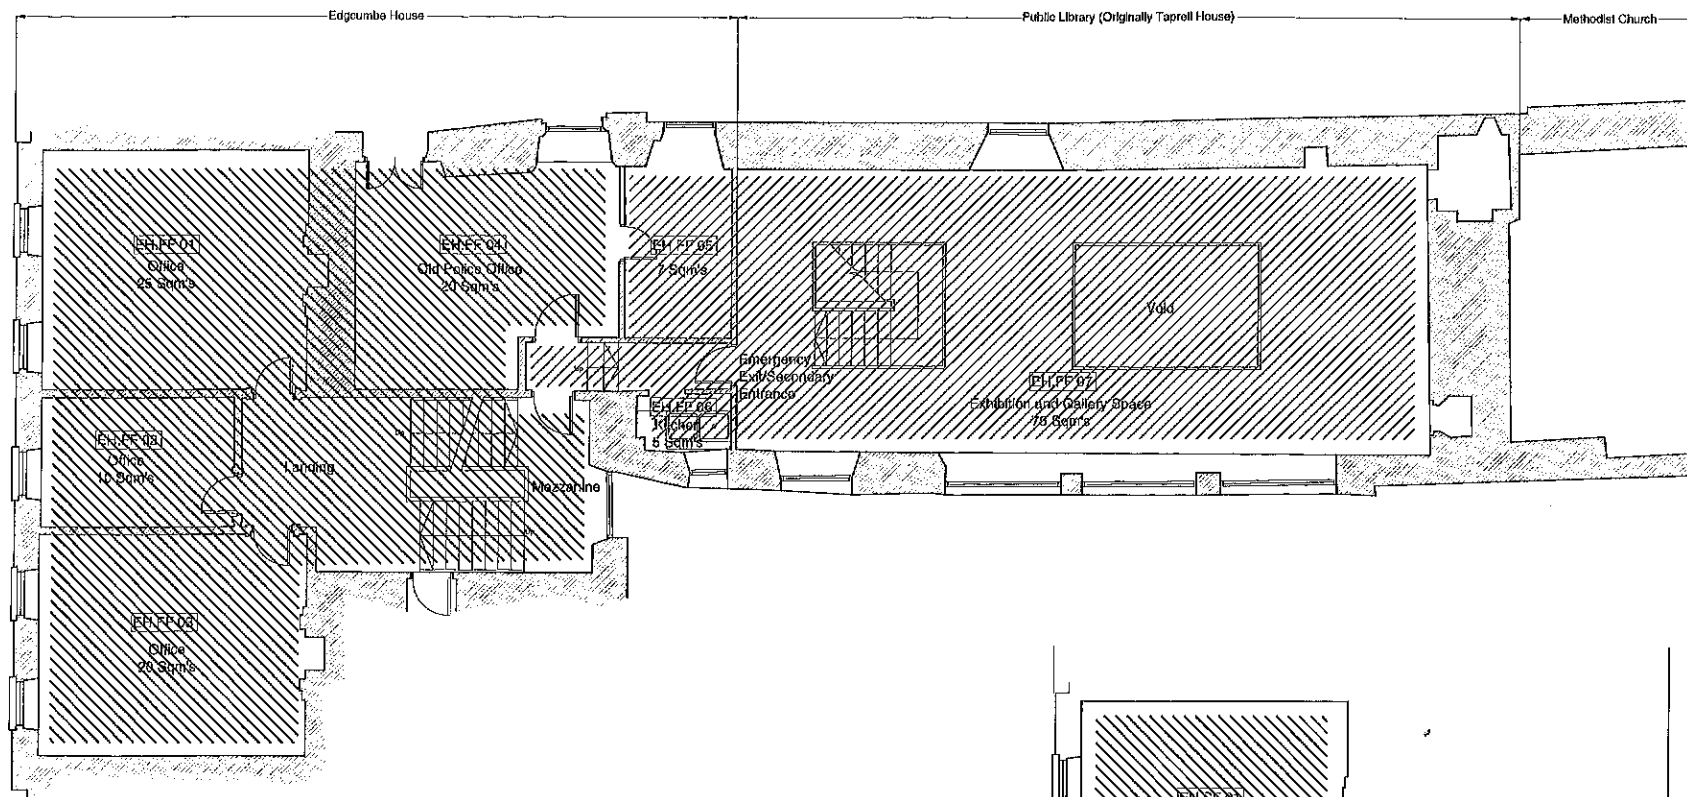 Edgcumbe House
Public Library (Originally Taprell House)
Methodist Church
EH.FF.01
Office
25 Sqm's
EH.FF.04
Old Police Office
20 Sqm's
EH.FF.05
7 Sqm's
Void
Emergency
Exit/Secondary
Entrance
EH.FF.07
Exhibition and Gallery Space
75 Sqm's
EH.FF.06
Kitchen
5 Sqm's
EH.FF.02
Office
10 Sqm's
Landing
Mezzanine
EH.FF.03
Office
20 Sqm's
EH.SF.01